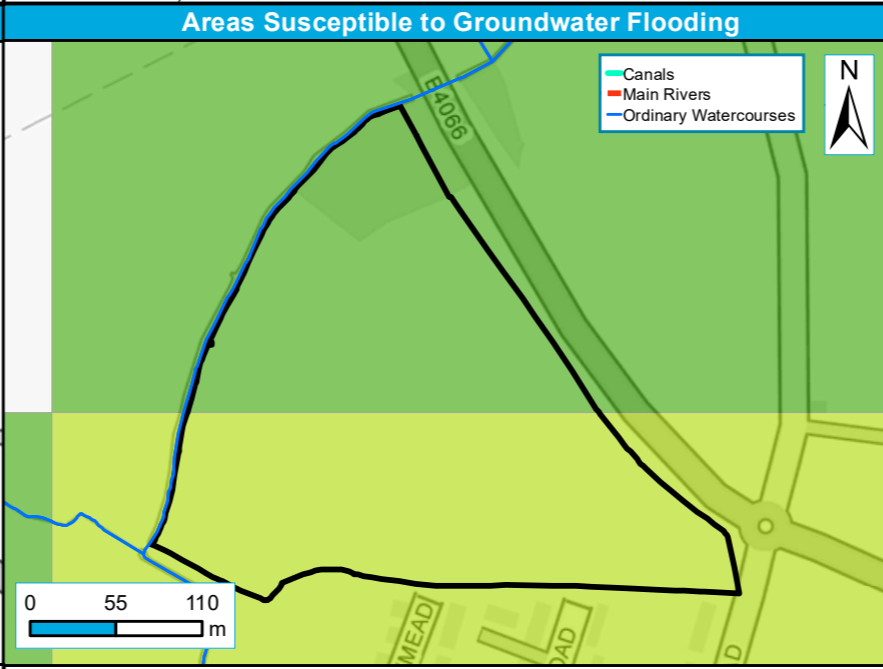 Areas Susceptible to Groundwater Flooding
Canals
Main Rivers
Ordinary Watercourses
N
B4066
0 55 110
m
MEAD
OAD
D